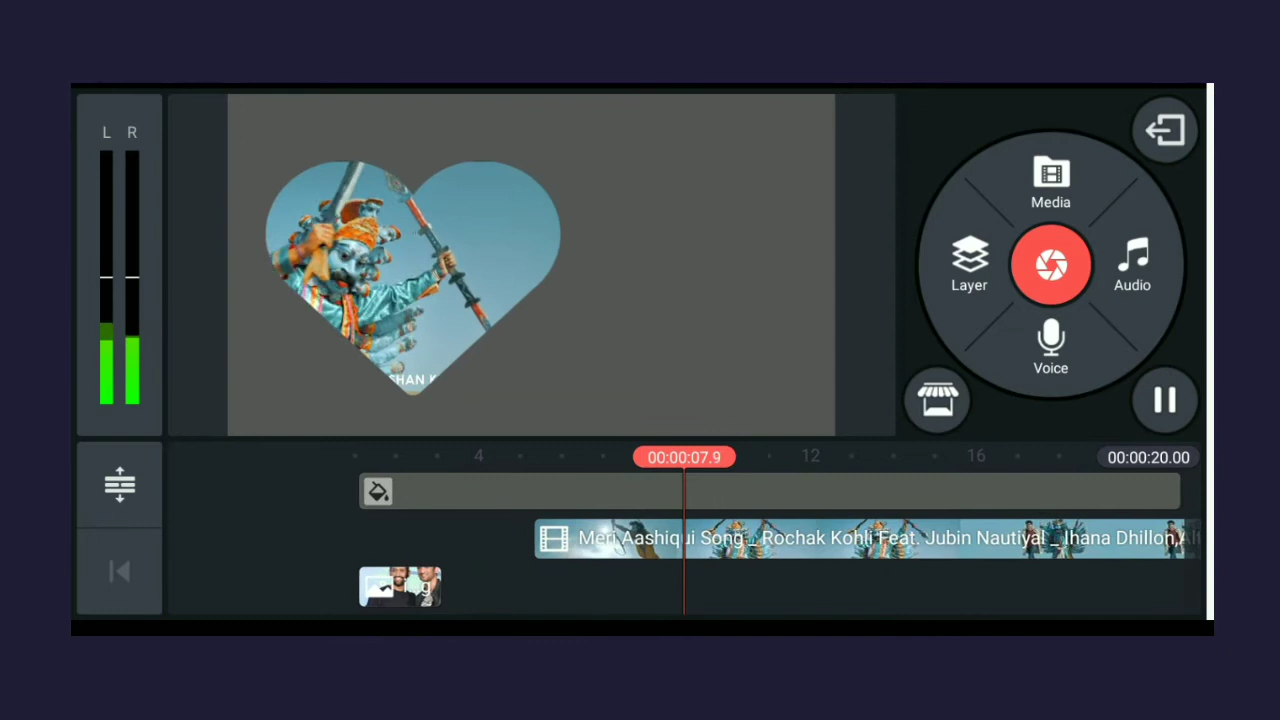 L R
SHAN K
Media
Layer
Audio
Voice
4
00:00:07.9
12
16
00:00:20.00
Meri Aashiqui Song _ Rochak Kohli Feat. Jubin Nautiyal _ Ihana Dhillon,